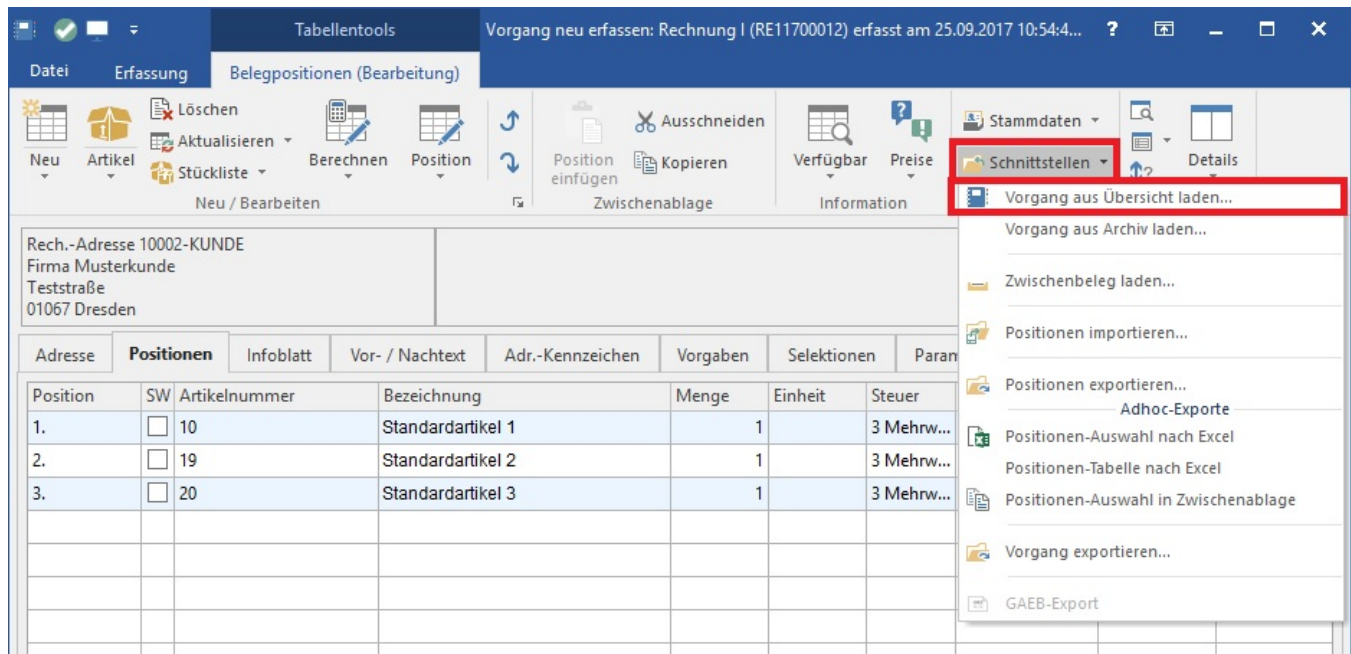 Tabellentools
Vorgang neu erfassen: Rechnung I (RE11700012) erfasst am 25.09.2017 10:54:4... ?
Datei Erfassung Belegpositionen (Bearbeitung)
Neu
Artikel
Löschen
Aktualisieren
Stückliste
Berechnen
Position
Neu / Bearbeiten
Position
einfügen
Ausschneiden
Kopieren
Zwischenablage
Verfügbar
Preise
Information
Stammdaten
Schnittstellen
Details
Vorgang aus Übersicht laden...
Vorgang aus Archiv laden...
Zwischenbeleg laden...
Positionen importieren...
Positionen exportieren...
Adhoc-Exporte
Positionen-Auswahl nach Excel
Positionen-Tabelle nach Excel
Positionen-Auswahl in Zwischenablage
Vorgang exportieren...
GAEB-Export
Rech.-Adresse 10002-KUNDE
Firma Musterkunde
Teststraße
01067 Dresden
Adresse Positionen Infoblatt Vor- / Nachtext Adr.-Kennzeichen Vorgaben Selektionen Param
Position SW Artikelnummer Bezeichnung Menge Einheit Steuer
1. 10 Standardartikel 1 1 3 Mehrw...
2. 19 Standardartikel 2 1 3 Mehrw...
3. 20 Standardartikel 3 1 3 Mehrw...